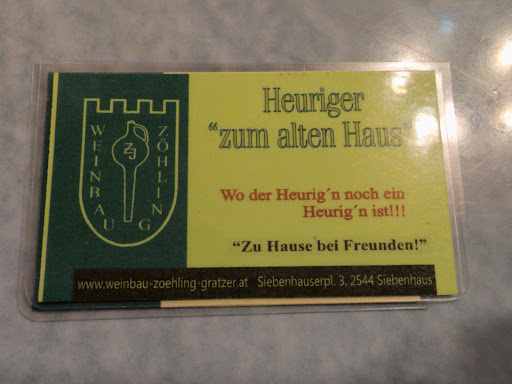 WEINBAU
ZÖHLING
ZJ
Heuriger
"zum alten Haus"
Wo der Heurig´n noch ein
Heurig´n ist!!!
"Zu Hause bei Freunden!"
www.weinbau-zoehling-gratzer.at Siebenhauserpl. 3, 2544 Siebenhaus